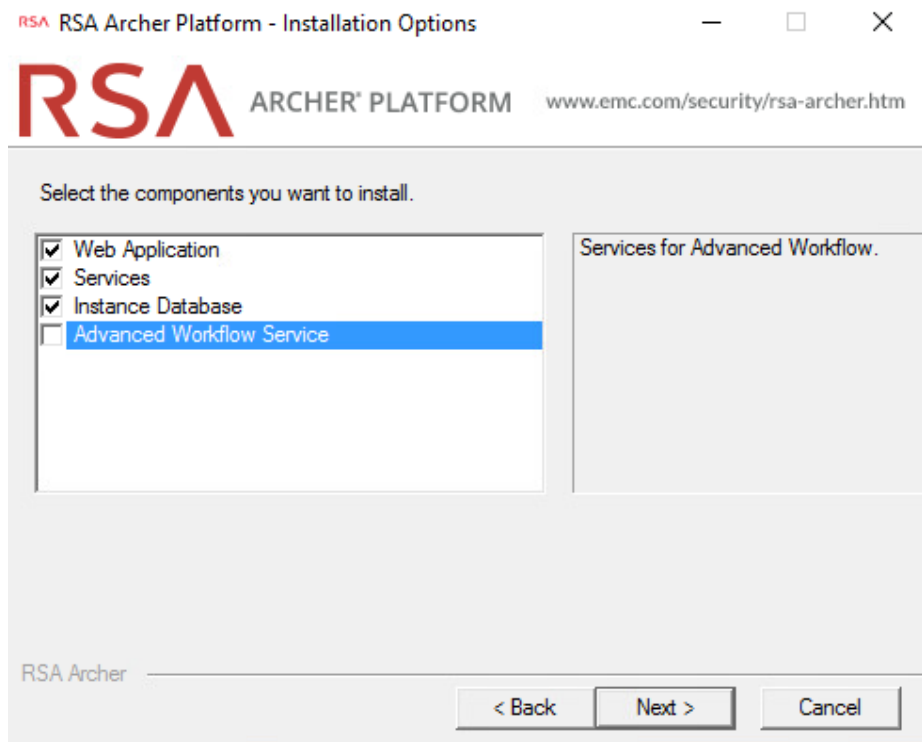 RSA RSA Archer Platform - Installation Options
RSA ARCHER® PLATFORM www.emc.com/security/rsa-archer.htm
Select the components you want to install.
Web Application
Services
Instance Database
Advanced Workflow Service
Services for Advanced Workflow.
RSA Archer
< Back Next > Cancel